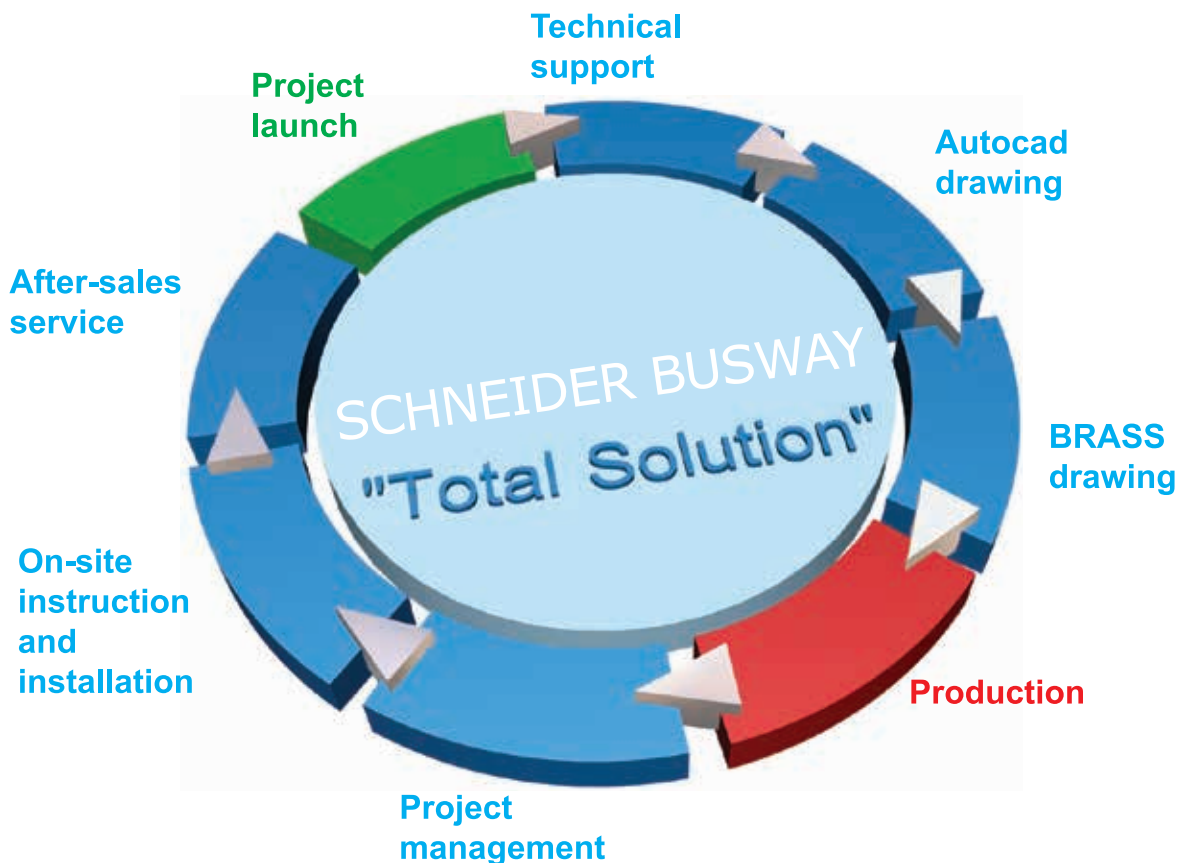 Technical
support
Project
launch
Autocad
drawing
After-sales
service
SCHNEIDER BUSWAY
"Total Solution"
BRASS
drawing
On-site
instruction
and
installation
Production
Project
management